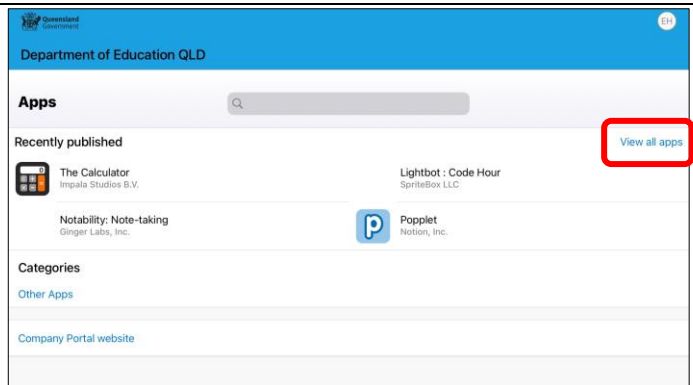 Queensland
Government
EH
Department of Education QLD
Apps
Recently published
View all apps
The Calculator
Impala Studios B.V.
Lightbot : Code Hour
SpriteBox LLC
Notability: Note-taking
Ginger Labs, Inc.
p
Popplet
Notion, Inc.
Categories
Other Apps
Company Portal website